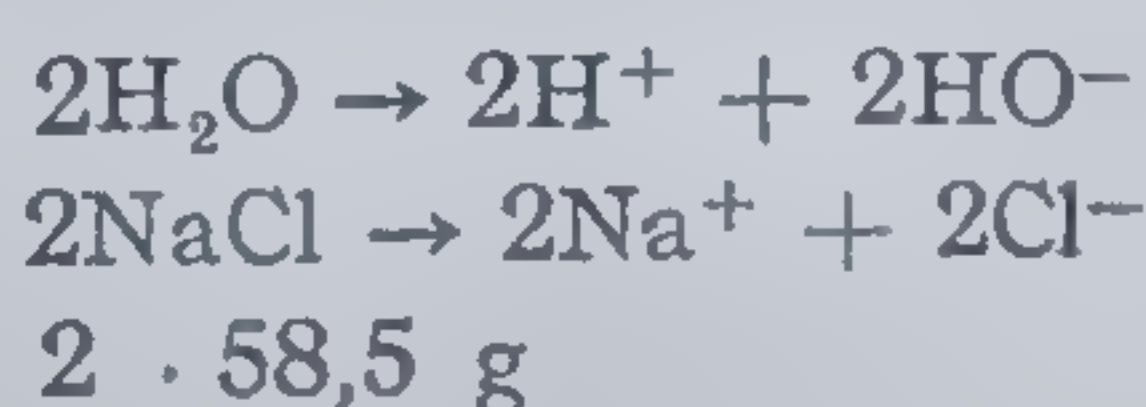 2H₂O → 2H⁺ + 2HO⁻
2NaCl → 2Na⁺ + 2Cl⁻
2 · 58,5 g